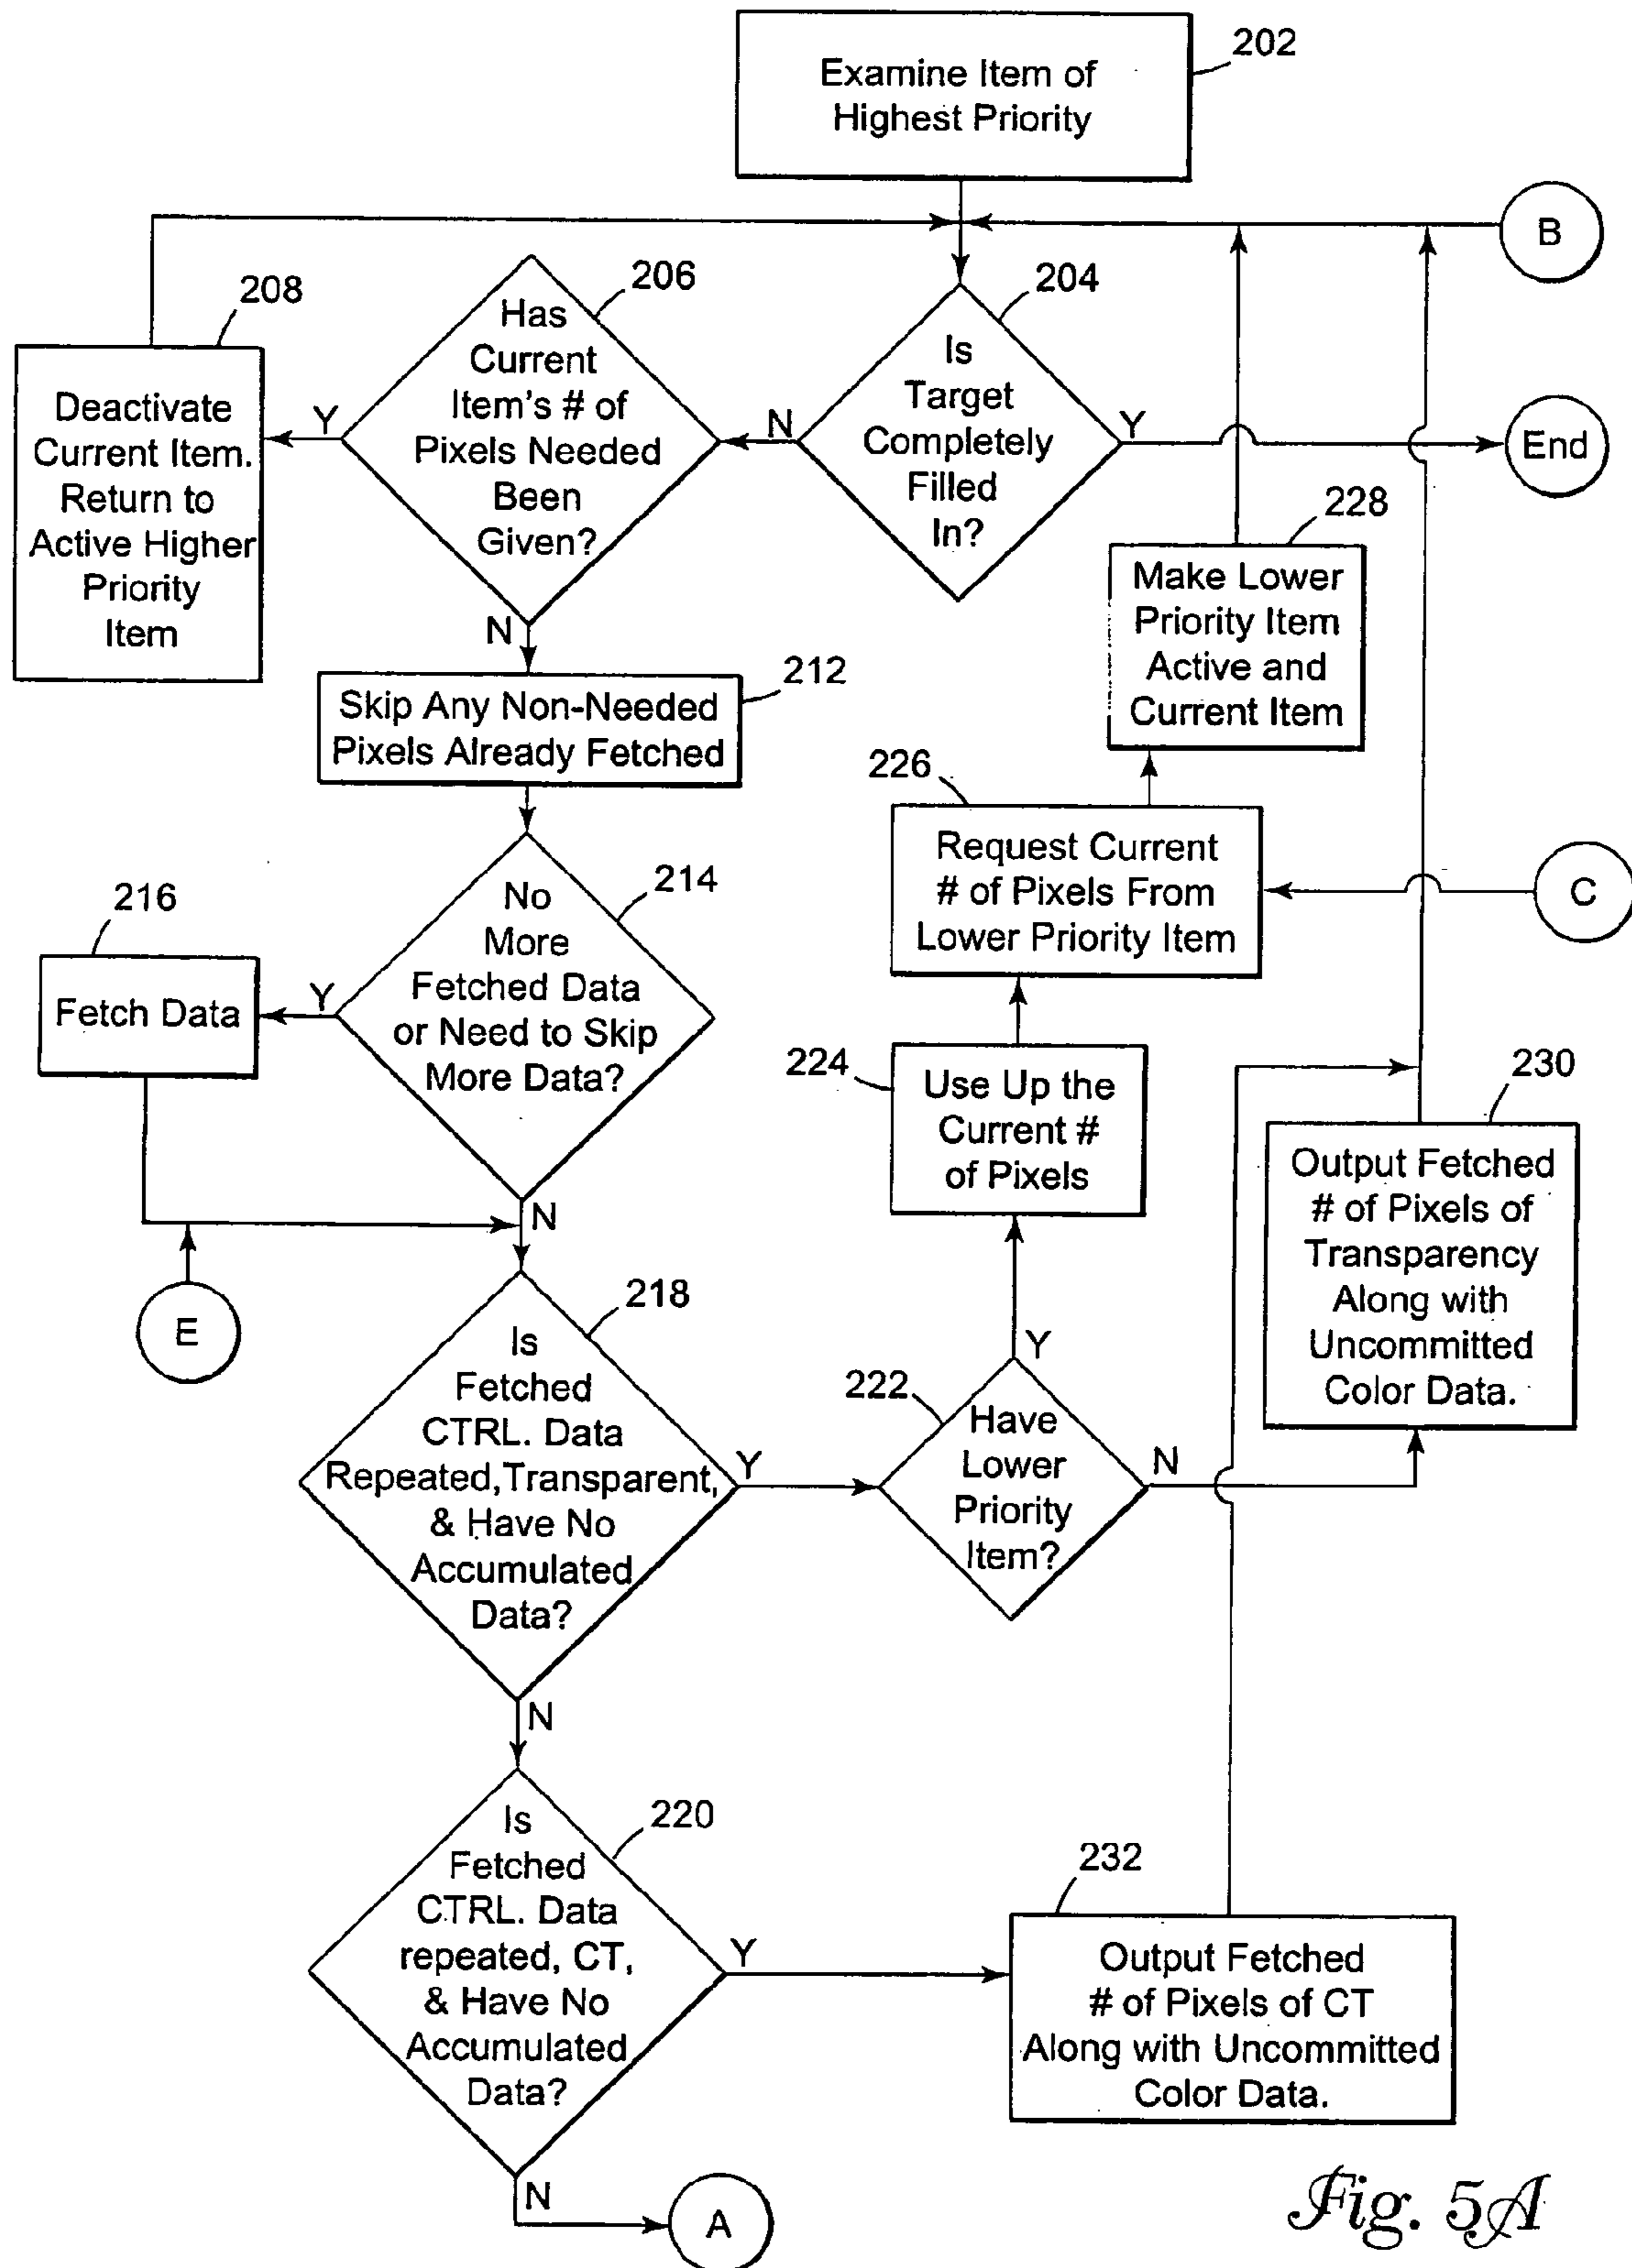 Examine Item of
Highest Priority
202
B
204
Is
Target
Completely
Filled
In?
N
Y
End
206
Has
Current
Item's # of
Pixels Needed
Been
Given?
Y
N
208
Deactivate
Current Item.
Return to
Active Higher
Priority
Item
212
Skip Any Non-Needed
Pixels Already Fetched
214
No
More
Fetched Data
or Need to Skip
More Data?
Y
N
216
Fetch Data
E
218
Is
Fetched
CTRL. Data
Repeated, Transparent,
& Have No
Accumulated
Data?
Y
N
222
Have
Lower
Priority
Item?
Y
N
224
Use Up the
Current #
of Pixels
226
Request Current
# of Pixels From
Lower Priority Item
C
228
Make Lower
Priority Item
Active and
Current Item
230
Output Fetched
# of Pixels of
Transparency
Along with
Uncommitted
Color Data.
220
Is
Fetched
CTRL. Data
repeated, CT,
& Have No
Accumulated
Data?
Y
N
232
Output Fetched
# of Pixels of CT
Along with Uncommitted
Color Data.
A
Fig. 5A